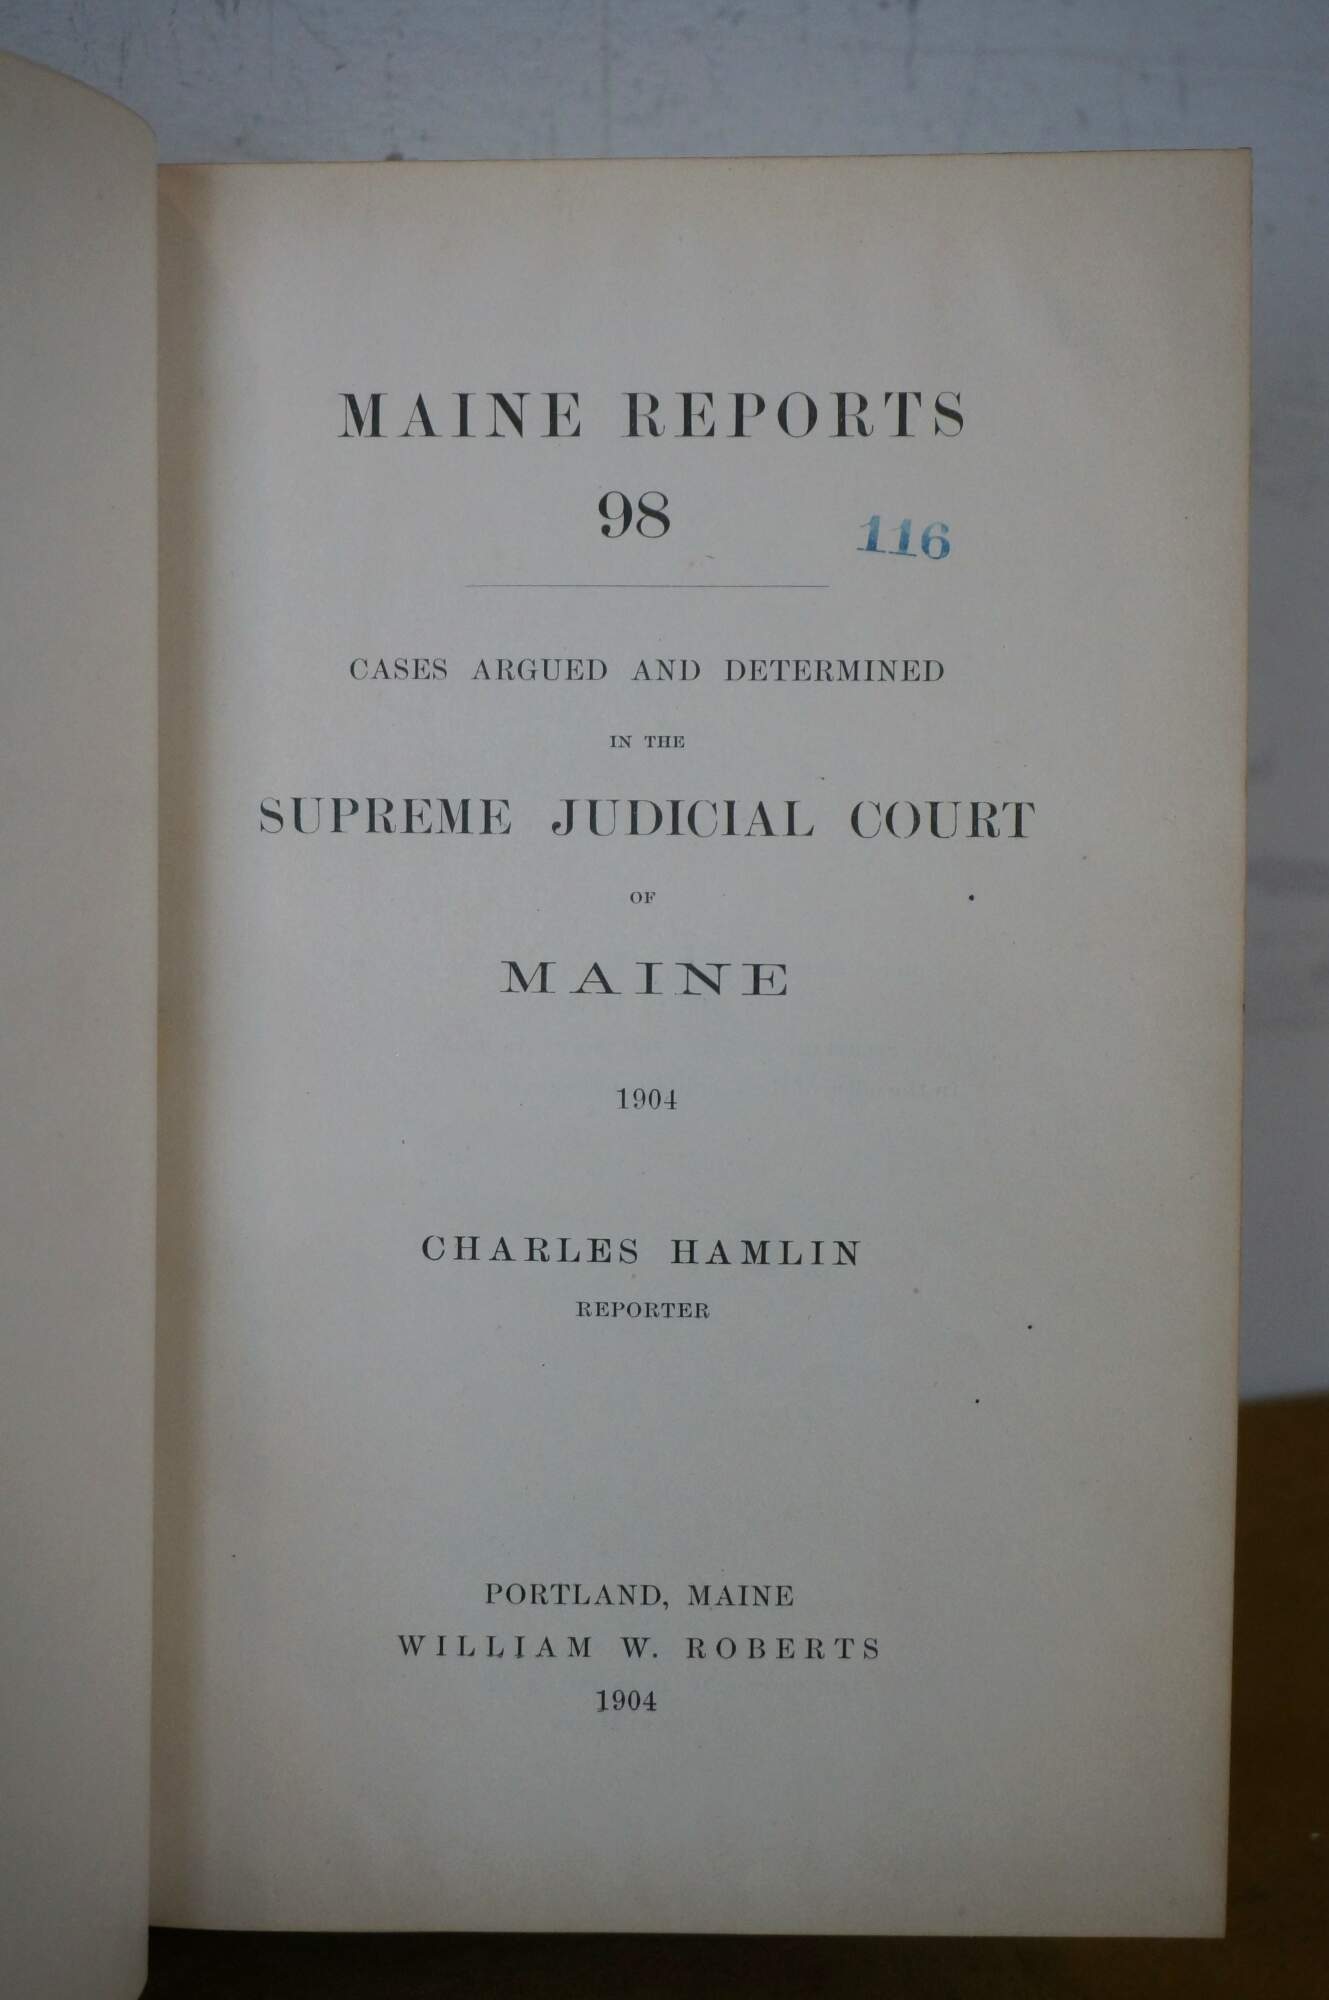 MAINE REPORTS
98
116
CASES ARGUED AND DETERMINED
IN THE
SUPREME JUDICIAL COURT
OF
MAINE
1904
CHARLES HAMLIN
REPORTER
PORTLAND, MAINE
WILLIAM W. ROBERTS
1904